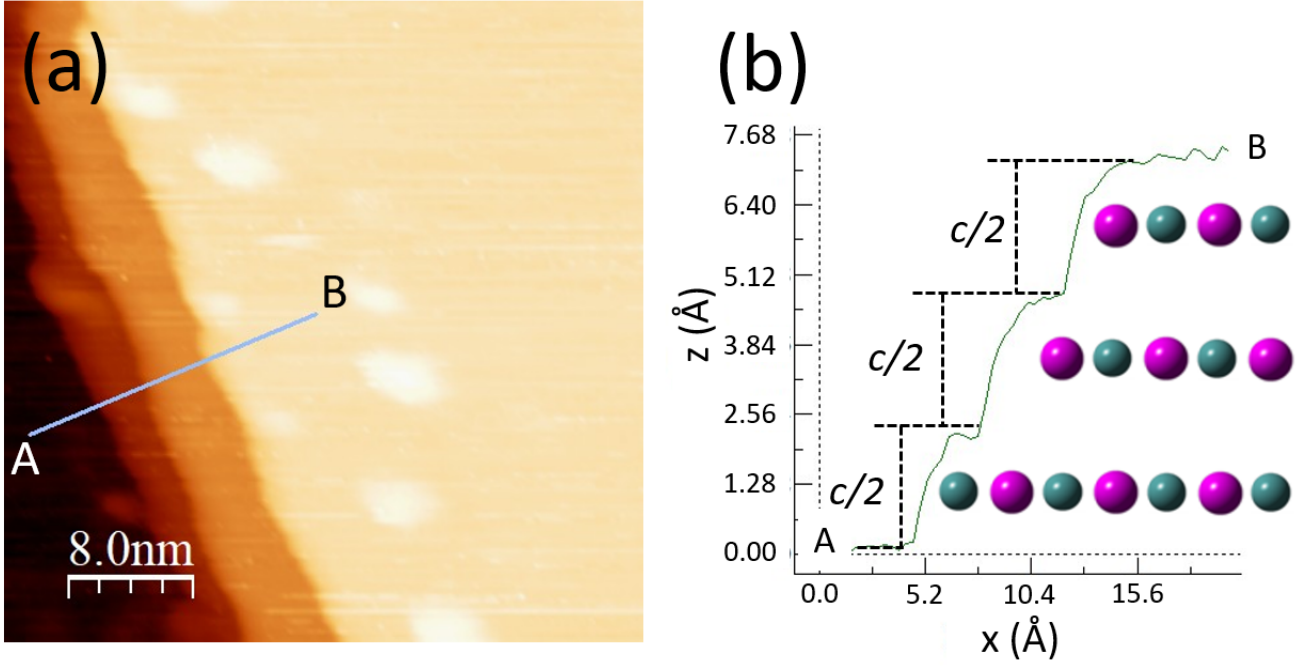 (a)
B
A
8.0nm
(b)
7.68
6.40
5.12
3.84
2.56
1.28
0.00
z (Å)
c/2
c/2
c/2
A
B
0.0 5.2 10.4 15.6
x (Å)